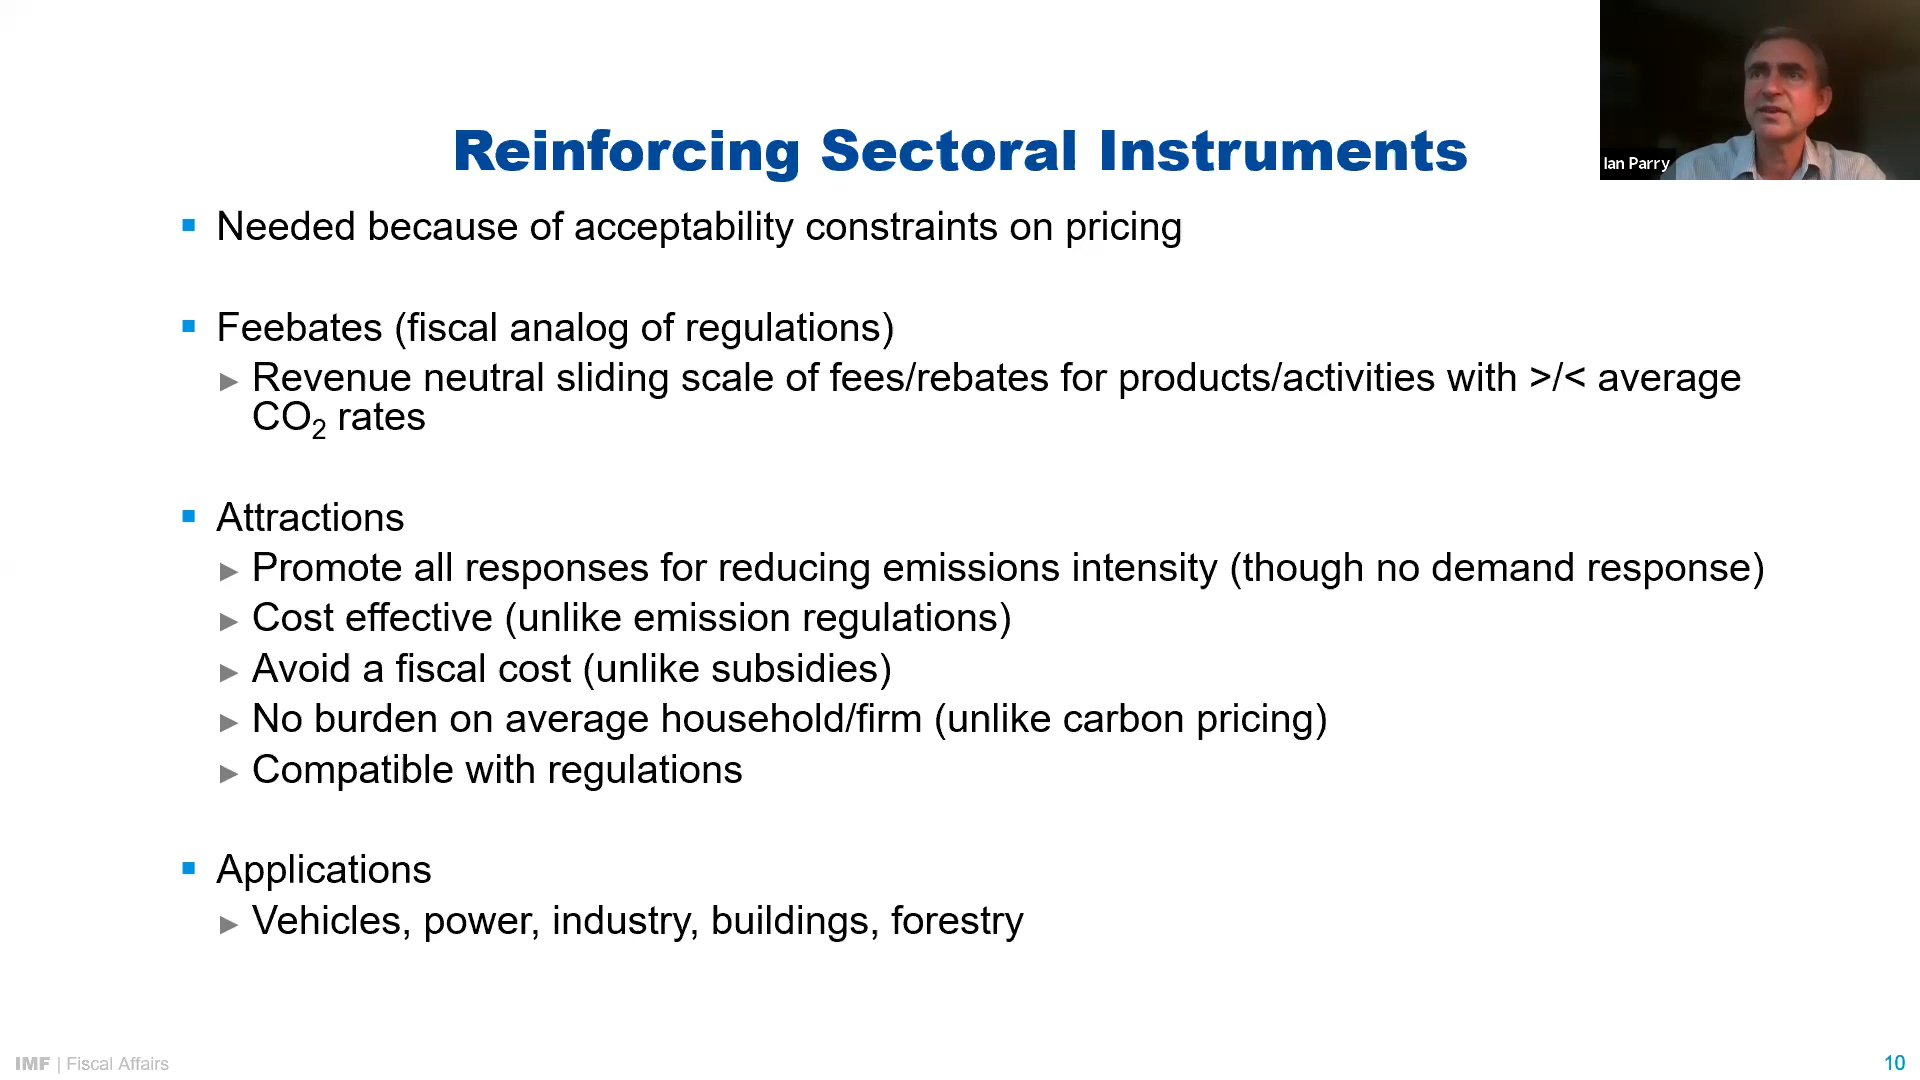 Reinforcing Sectoral Instruments
Ian Parry
Needed because of acceptability constraints on pricing
Feebates (fiscal analog of regulations)
Revenue neutral sliding scale of fees/rebates for products/activities with >/< average
CO₂ rates
Attractions
Promote all responses for reducing emissions intensity (though no demand response)
Cost effective (unlike emission regulations)
Avoid a fiscal cost (unlike subsidies)
No burden on average household/firm (unlike carbon pricing)
Compatible with regulations
Applications
Vehicles, power, industry, buildings, forestry
IMF | Fiscal Affairs
10